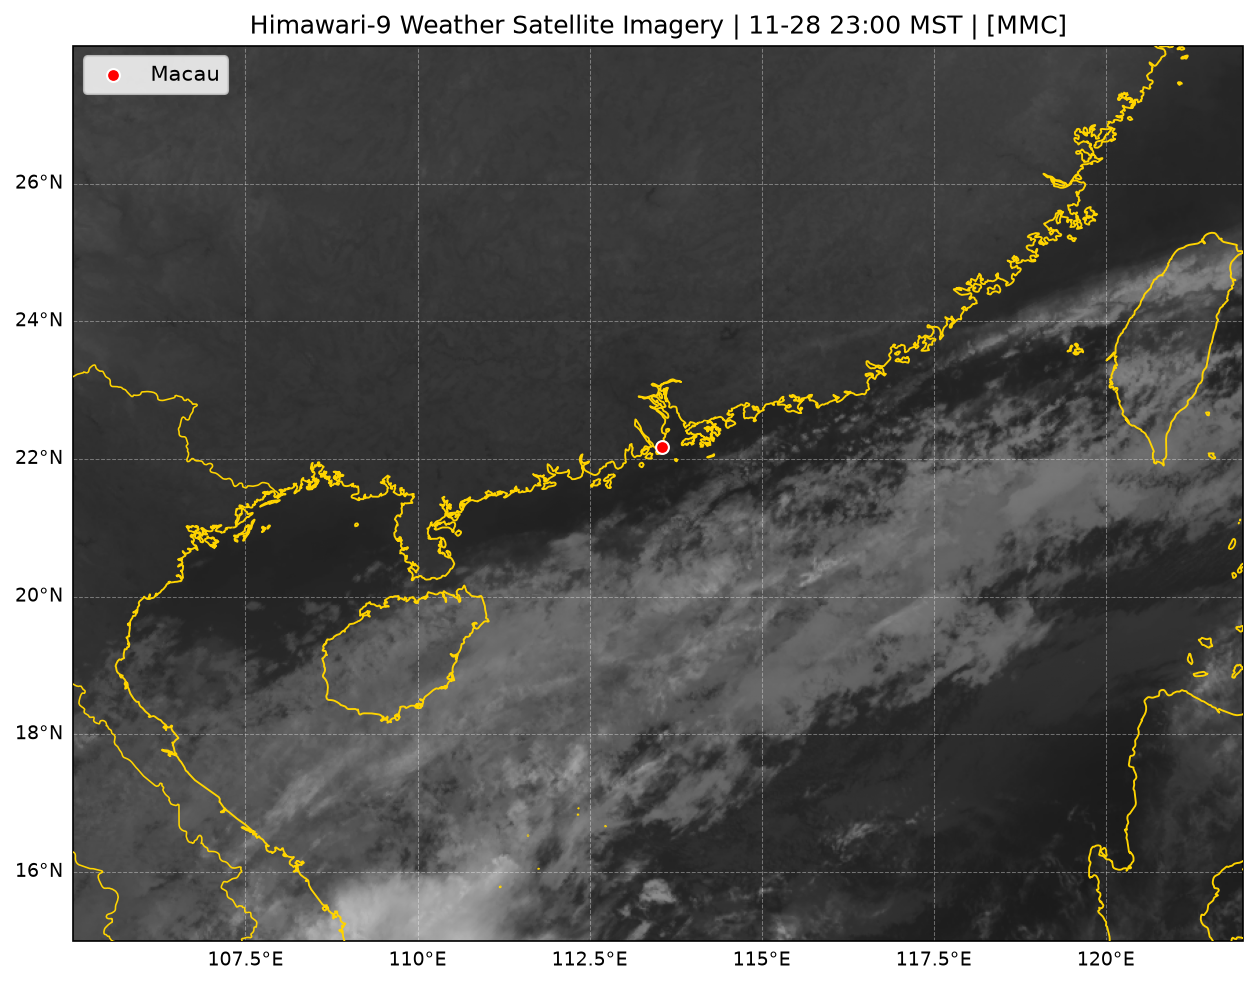 Himawari-9 Weather Satellite Imagery | 11-28 23:00 MST | [MMC]
Macau
26°N
24°N
22°N
20°N
18°N
16°N
107.5°E
110°E
112.5°E
115°E
117.5°E
120°E